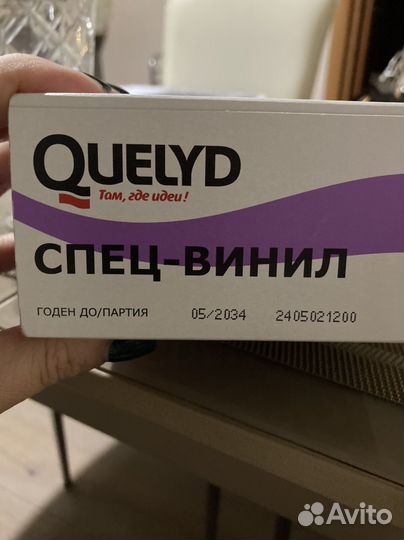 QUELYD
Там, где идеи!
СПЕЦ-ВИНИЛ
ГОДЕН ДО/ПАРТИЯ 05/2034 2405021200
Avito